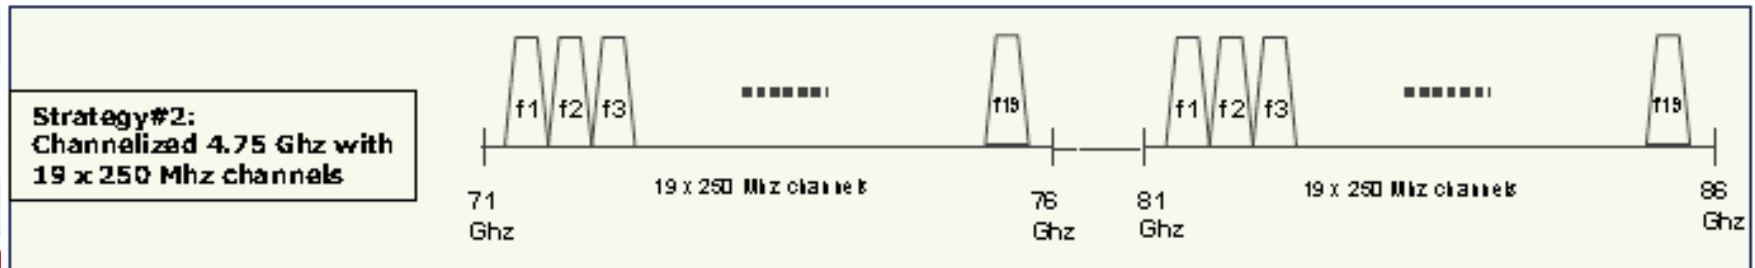 Strategy#2:
Channelized 4.75 Ghz with
19 x 250 Mhz channels
f1 f2 f3 f19 f1 f2 f3 f19
19 x 250 Mhz channels 19 x 250 Mhz channels
71 Ghz 76 Ghz 81 Ghz 86 Ghz